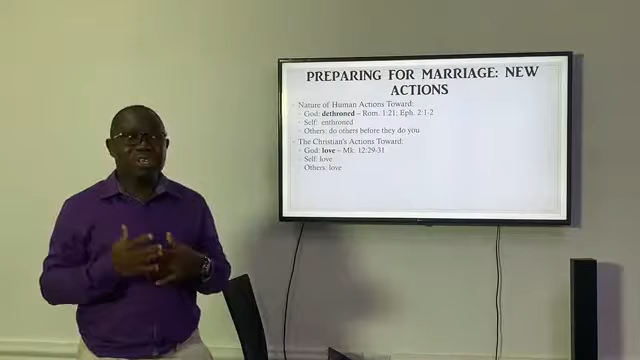 PREPARING FOR MARRIAGE: NEW
ACTIONS
Nature of Human Actions Toward:
God: dethroned – Rom. 1:21; Eph. 2:1-2
Self: enthroned
Others: do others before they do you
The Christian's Actions Toward:
God: love – Mk. 12:29-31
Self: love
Others: love